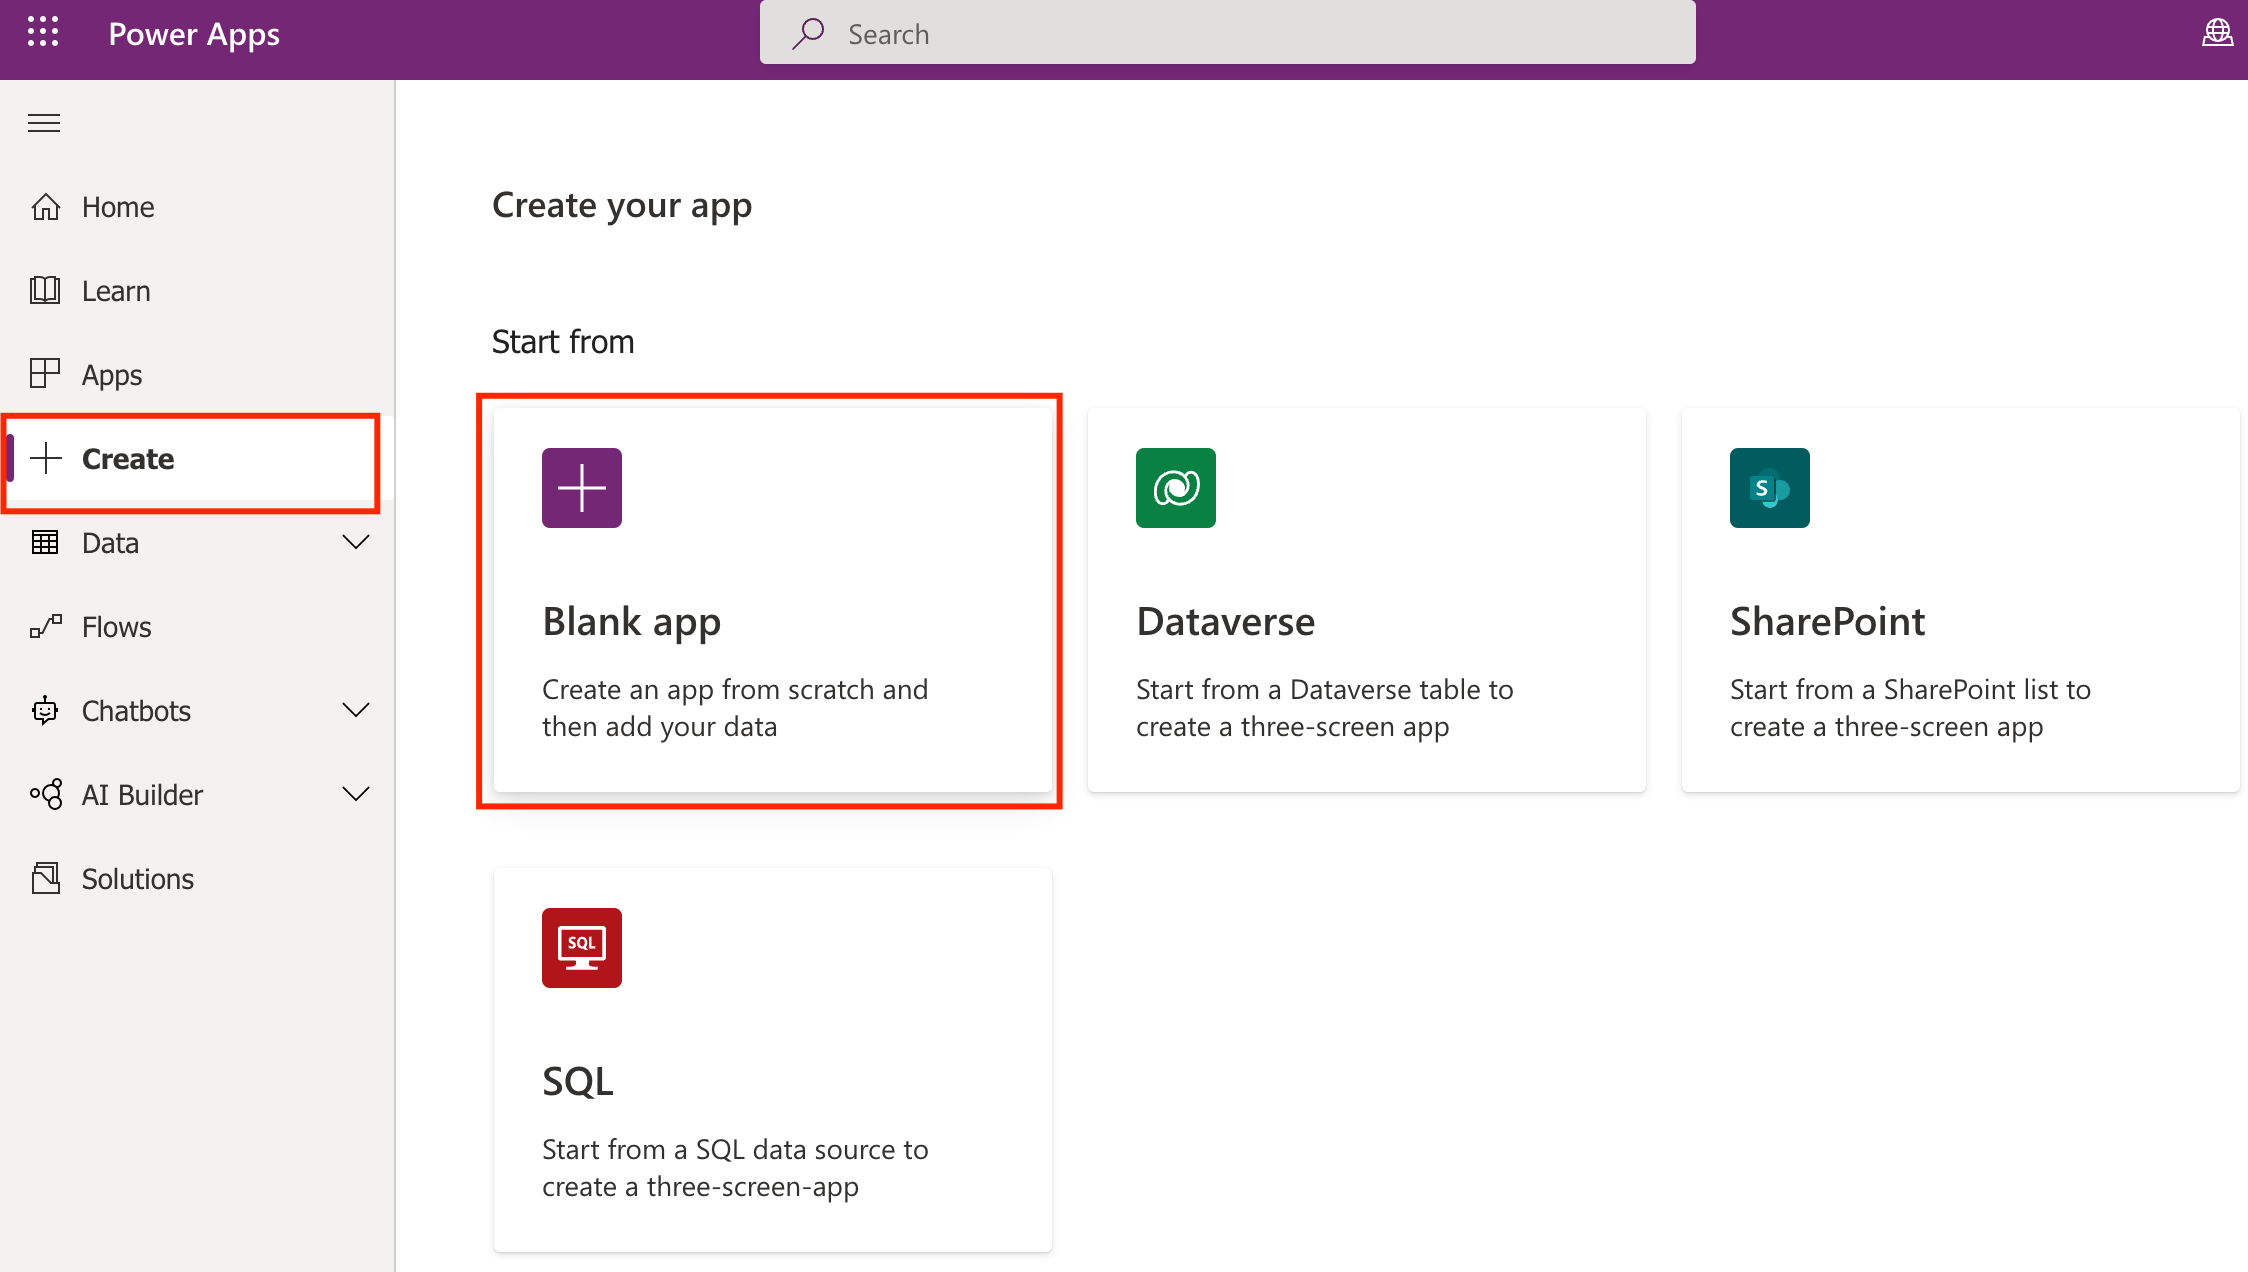 Power Apps
Search
Home
Learn
Apps
Create
Data
Flows
Chatbots
AI Builder
Solutions
Create your app
Start from
Blank app
Create an app from scratch and
then add your data
Dataverse
Start from a Dataverse table to
create a three-screen app
S
SharePoint
Start from a SharePoint list to
create a three-screen app
SQL
SQL
Start from a SQL data source to
create a three-screen-app